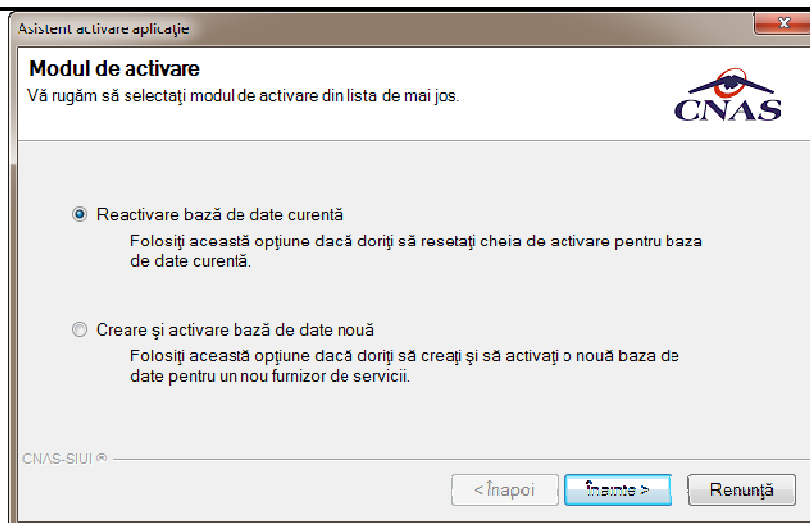 Asistent activare aplicaţie
x
Modul de activare
Vă rugăm să selectaţi modul de activare din lista de mai jos.
CNAS
Reactivare bază de date curentă
Folosiţi această opţiune dacă doriţi să resetaţi cheia de activare pentru baza
de date curentă.
Creare şi activare bază de date nouă
Folosiţi această opţiune dacă doriţi să creaţi şi să activaţi o nouă baza de
date pentru un nou furnizor de servicii.
CNAS-SIUI ®
< Înapoi
Înainte >
Renunţă